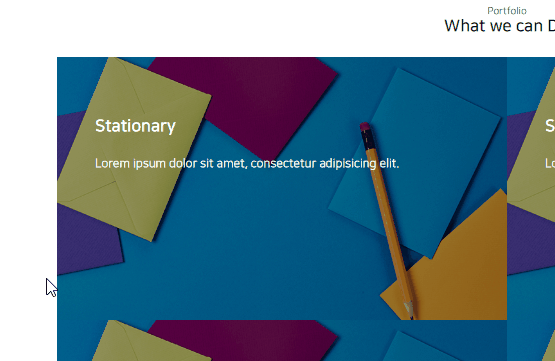 Portfolio
What we can D
Stationary
S
Lorem ipsum dolor sit amet, consectetur adipisicing elit.
Lo